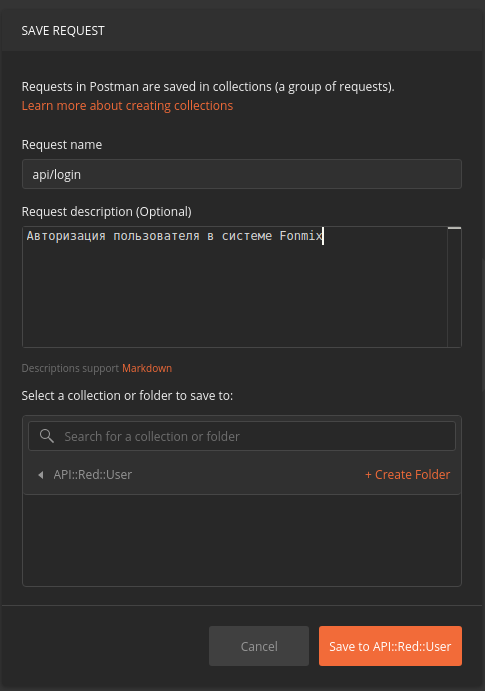 SAVE REQUEST
Requests in Postman are saved in collections (a group of requests).
Learn more about creating collections
Request name
api/login
Request description (Optional)
Авторизация пользователя в системе Fonmix
Descriptions support Markdown
Select a collection or folder to save to:
Search for a collection or folder
API::Red::User + Create Folder
Cancel Save to API::Red::User